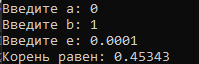 Введите a: 0
Введите b: 1
Введите e: 0.0001
Корень равен: 0.45343